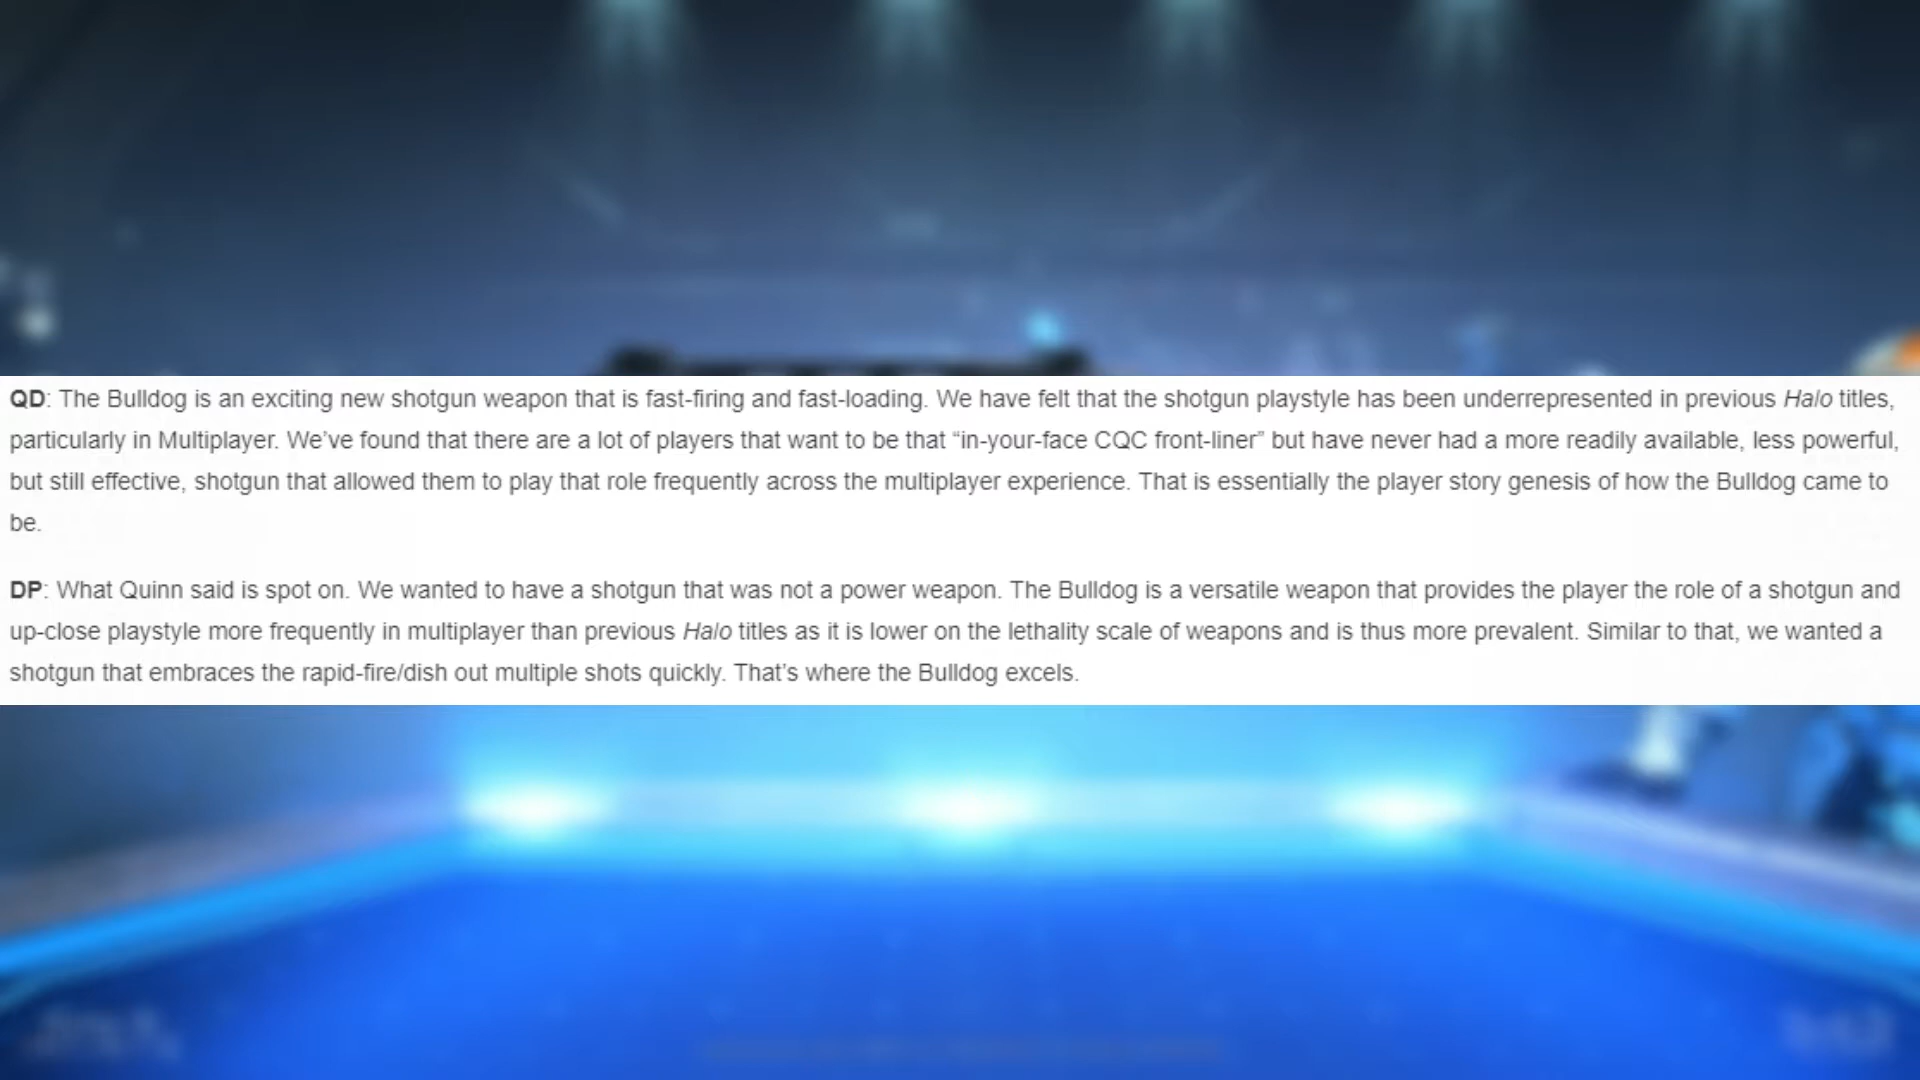 QD: The Bulldog is an exciting new shotgun weapon that is fast-firing and fast-loading. We have felt that the shotgun playstyle has been underrepresented in previous Halo titles,
particularly in Multiplayer. We’ve found that there are a lot of players that want to be that “in-your-face CQC front-liner” but have never had a more readily available, less powerful,
but still effective, shotgun that allowed them to play that role frequently across the multiplayer experience. That is essentially the player story genesis of how the Bulldog came to
be.
DP: What Quinn said is spot on. We wanted to have a shotgun that was not a power weapon. The Bulldog is a versatile weapon that provides the player the role of a shotgun and
up-close playstyle more frequently in multiplayer than previous Halo titles as it is lower on the lethality scale of weapons and is thus more prevalent. Similar to that, we wanted a
shotgun that embraces the rapid-fire/dish out multiple shots quickly. That’s where the Bulldog excels.